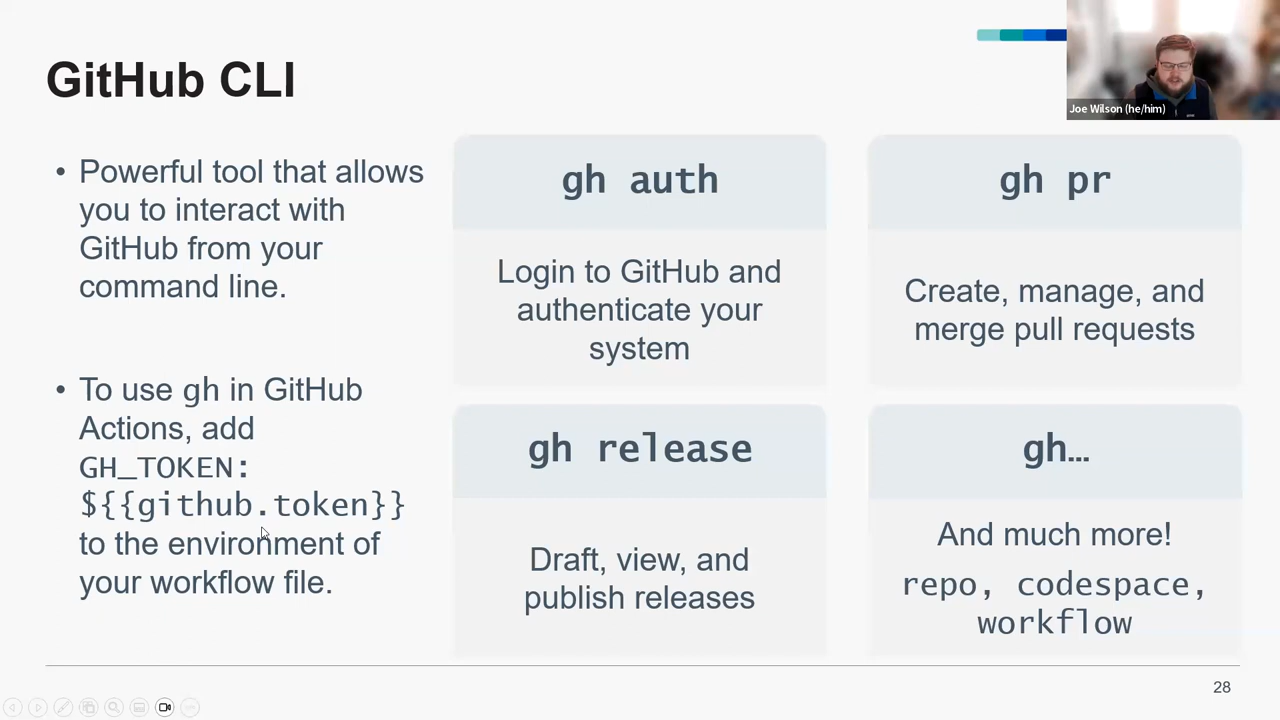 GitHub CLI
Joe Wilson (he/him)
• Powerful tool that allows
you to interact with
GitHub from your
command line.
• To use gh in GitHub
Actions, add
GH_TOKEN:
${{github.token}}
to the environment of
your workflow file.
gh auth
Login to GitHub and
authenticate your
system
gh pr
Create, manage, and
merge pull requests
gh release
Draft, view, and
publish releases
gh…
And much more!
repo, codespace,
workflow
28